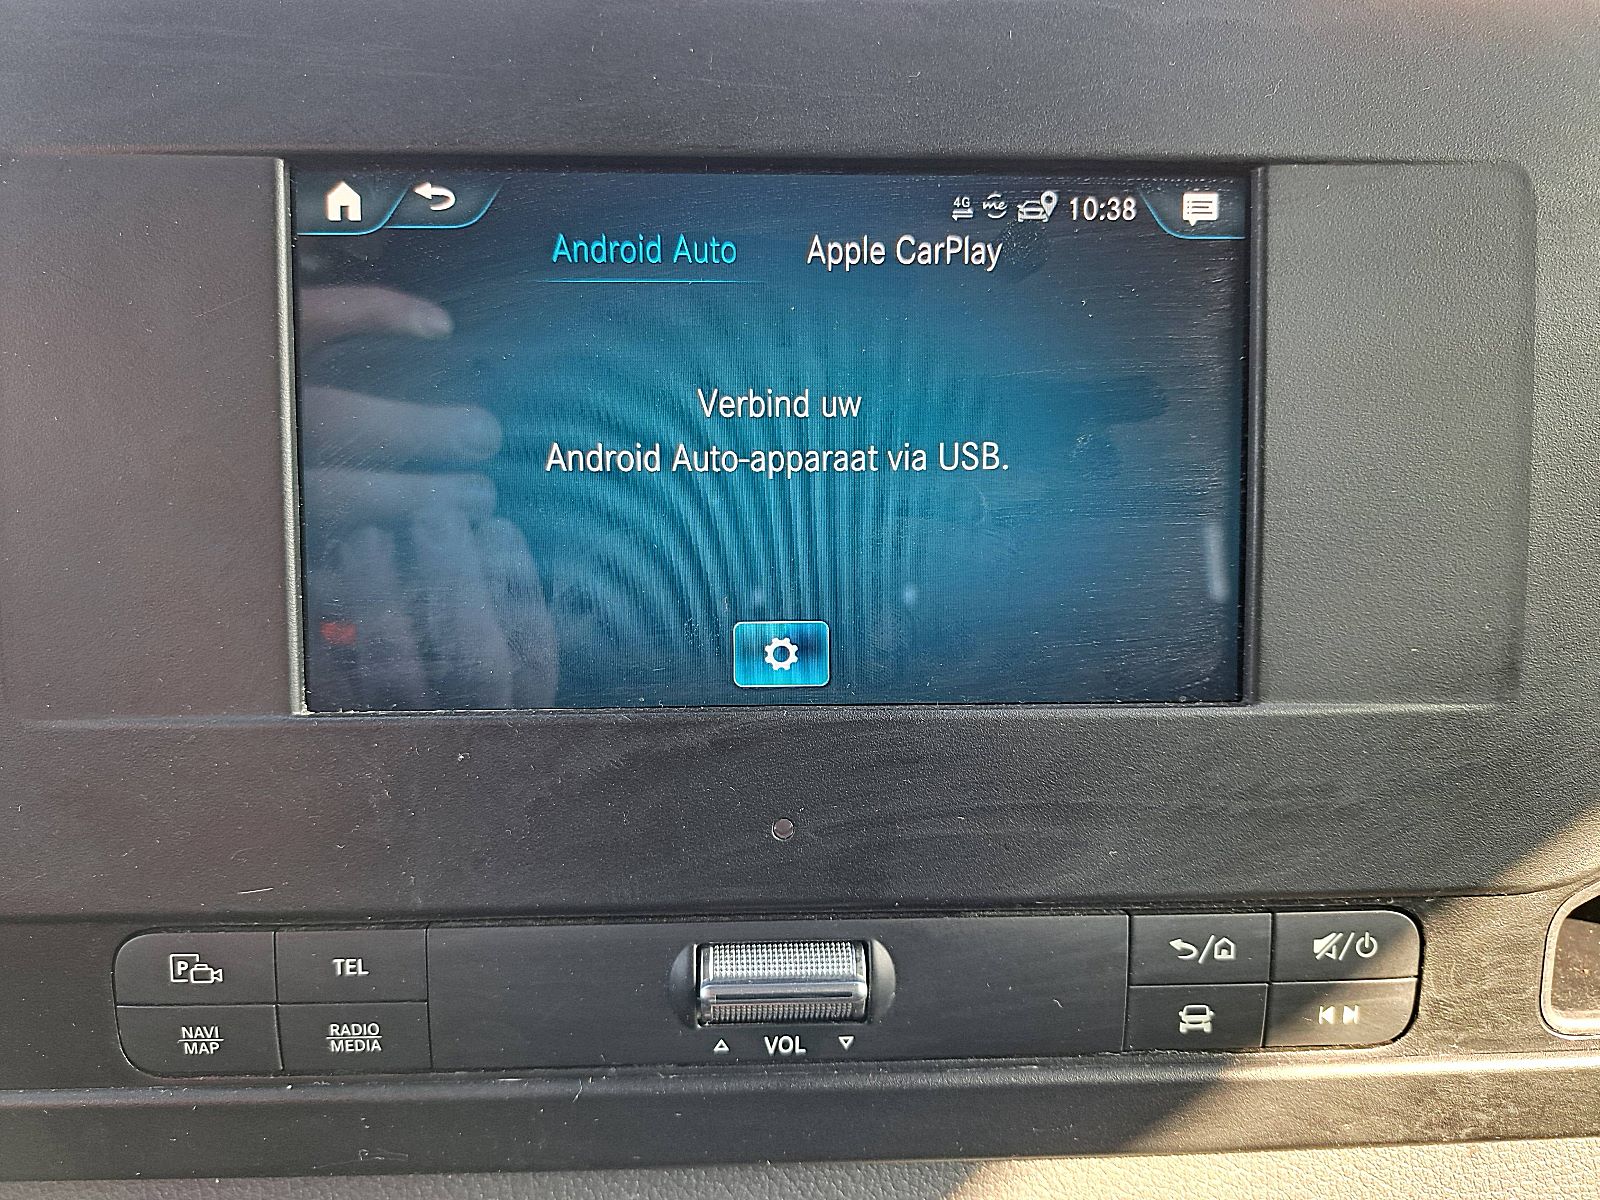 4G me 10:38
Android Auto Apple CarPlay
Verbind uw
Android Auto-apparaat via USB.
P TEL
NAVI
MAP
RADIO
MEDIA
VOL